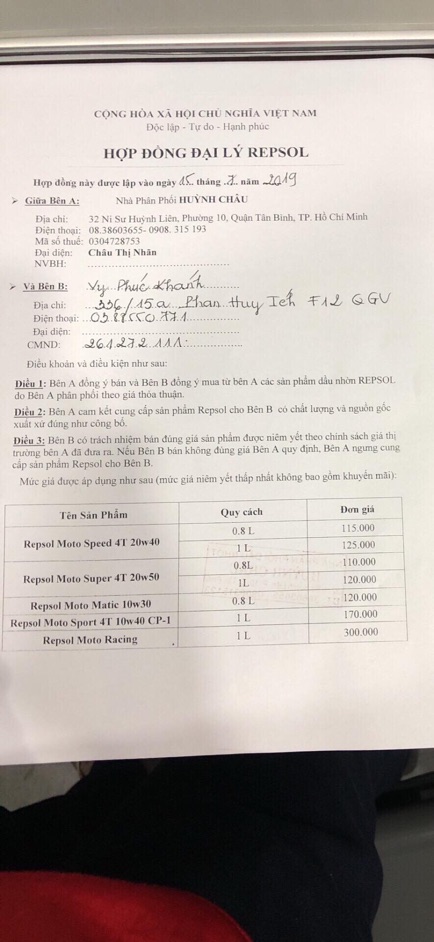 CỘNG HÒA XÃ HỘI CHỦ NGHĨA VIỆT NAM
Độc lập - Tự do - Hạnh phúc
HỢP ĐỒNG ĐẠI LÝ REPSOL
Hợp đồng này được lập vào ngày 15. tháng .7. năm 2019
➢ Giữa Bên A: Nhà Phân Phối HUỲNH CHÂU
Địa chỉ: 32 Ni Sư Huỳnh Liên, Phường 10, Quận Tân Bình, TP. Hồ Chí Minh
Điện thoại: 08.38603655- 0908. 315 193
Mã số thuế: 0304728753
Đại diện: Châu Thị Nhãn
NVBH:
➢ Và Bên B: Vy Phúc Khánh
Địa chỉ: 356/15a Phan Huy Ích F12 QGV
Điện thoại:
Đại diện:
CMND: 261.272.111
Điều khoản và điều kiện như sau:
Điều 1: Bên A đồng ý bán và Bên B đồng ý mua từ bên A các sản phẩm dầu nhờn REPSOL
do Bên A phân phối theo giá thỏa thuận.
Điều 2: Bên A cam kết cung cấp sản phẩm Repsol cho Bên B có chất lượng và nguồn gốc
xuất xứ đúng như công bố.
Điều 3: Bên B có trách nhiệm bán đúng giá sản phẩm được niêm yết theo chính sách giá thị
trường bên A đã đưa ra. Nếu Bên B bán không đúng giá Bên A quy định, Bên A ngưng cung
cấp sản phẩm Repsol cho Bên B.
Mức giá được áp dụng như sau (mức giá niêm yết thấp nhất không bao gồm khuyến mãi):
Tên Sản Phẩm Quy cách Đơn giá
Repsol Moto Speed 4T 20w40 0.8 L 115.000
1 L 125.000
Repsol Moto Super 4T 20w50 0.8L 110.000
1L 120.000
Repsol Moto Matic 10w30 0.8 L 120.000
Repsol Moto Sport 4T 10w40 CP-1 1 L 170.000
Repsol Moto Racing 1 L 300.000